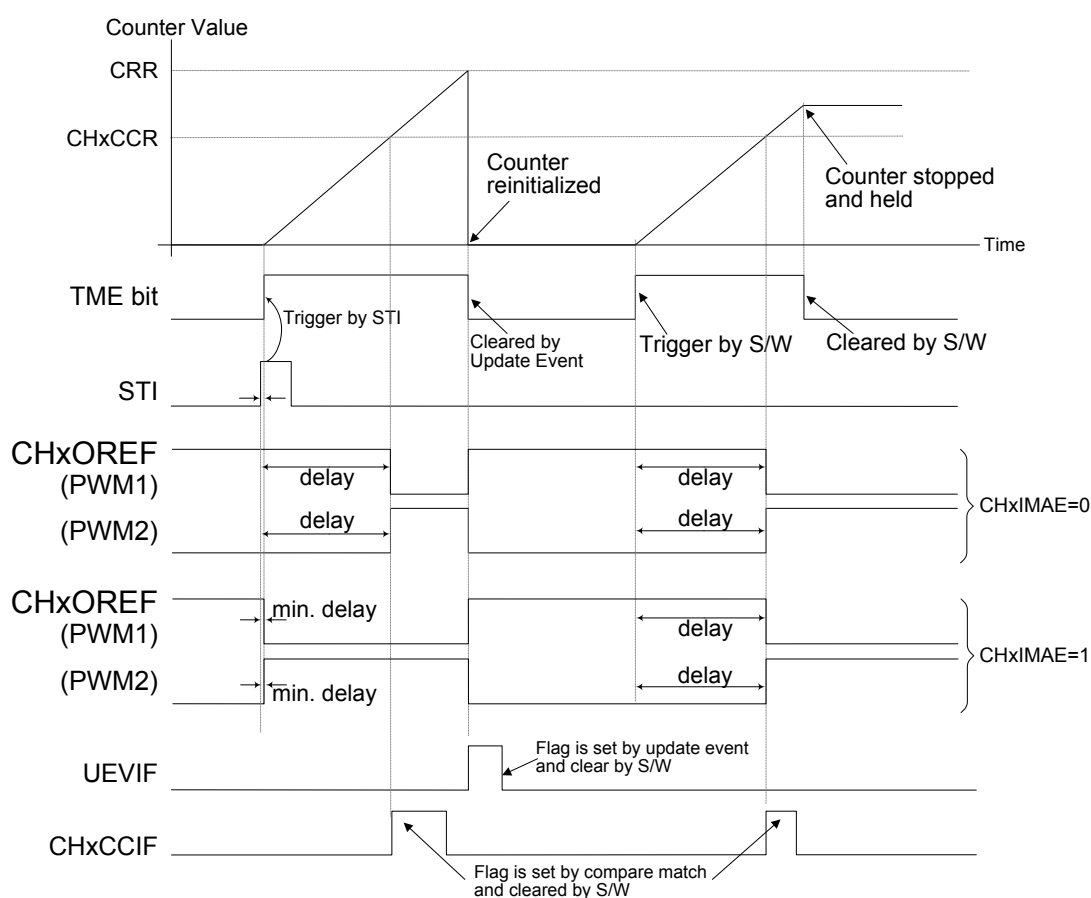 Counter Value
CRR
CHxCCR
Counter
reinitialized
Counter stopped
and held
Time
TME bit
Trigger by STI
Cleared by
Update Event
Trigger by S/W
Cleared by S/W
STI
CHxOREF
(PWM1)
delay
delay
(PWM2)
delay
delay
CHxIMAE=0
CHxOREF
(PWM1)
min. delay
delay
(PWM2)
min. delay
delay
CHxIMAE=1
UEVIF
Flag is set by update event
and clear by S/W
CHxCCIF
Flag is set by compare match
and cleared by S/W